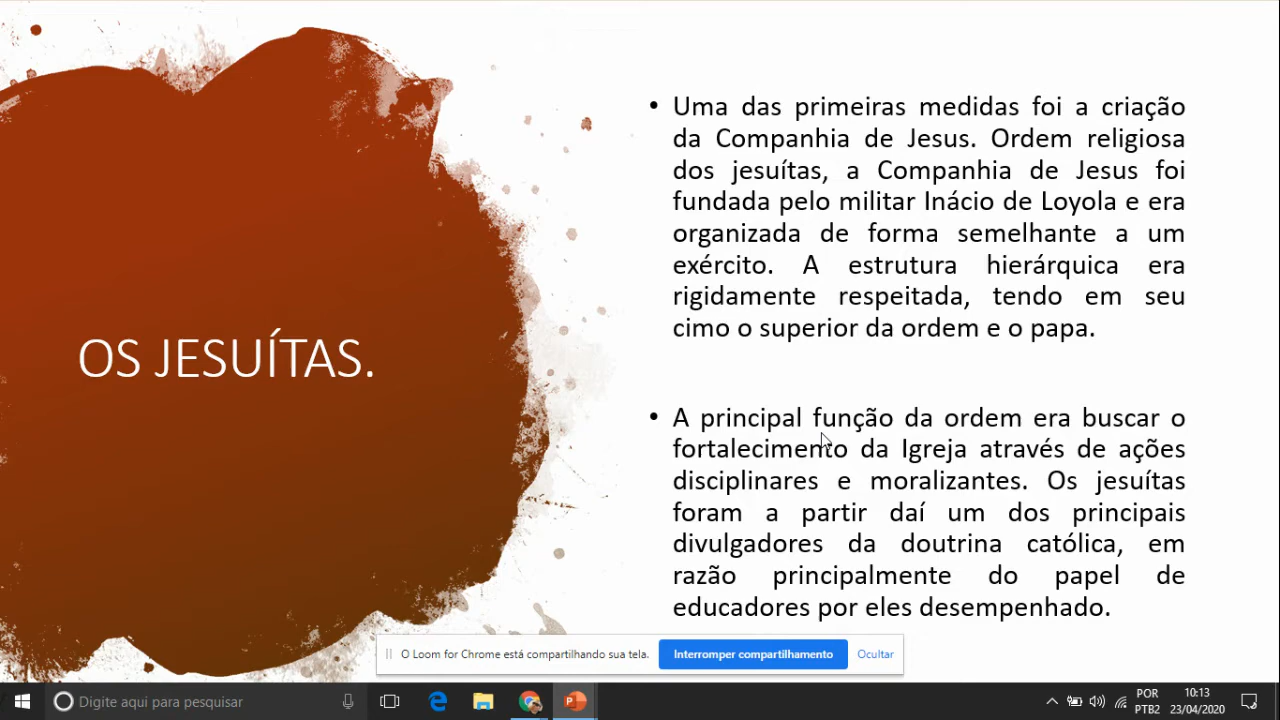 OS JESUÍTAS.
• Uma das primeiras medidas foi a criação
da Companhia de Jesus. Ordem religiosa
dos jesuítas, a Companhia de Jesus foi
fundada pelo militar Inácio de Loyola e era
organizada de forma semelhante a um
exército. A estrutura hierárquica era
rigidamente respeitada, tendo em seu
cimo o superior da ordem e o papa.
• A principal função da ordem era buscar o
fortalecimento da Igreja através de ações
disciplinares e moralizantes. Os jesuítas
foram a partir daí um dos principais
divulgadores da doutrina católica, em
razão principalmente do papel de
educadores por eles desempenhado.
O Loom for Chrome está compartilhando sua tela. Interromper compartilhamento Ocultar
Digite aqui para pesquisar
POR
PTB2
10:13
23/04/2020